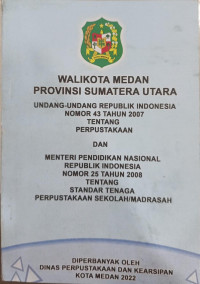 WALIKOTA MEDAN
PROVINSI SUMATERA UTARA
UNDANG-UNDANG REPUBLIK INDONESIA
NOMOR 43 TAHUN 2007
TENTANG
PERPUSTAKAAN
DAN
MENTERI PENDIDIKAN NASIONAL
REPUBLIK INDONESIA
NOMOR 25 TAHUN 2008
TENTANG
STANDAR TENAGA
PERPUSTAKAAN SEKOLAH/MADRASAH
DIPERBANYAK OLEH
DINAS PERPUSTAKAAN DAN KEARSIPAN
KOTA MEDAN 2022